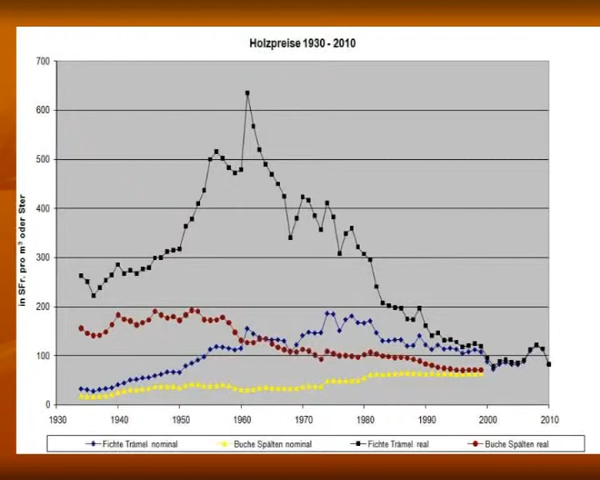 Holzpreise 1930 - 2010
in SFr. pro m³ oder Ster
700
600
500
400
300
200
100
0
1930 1940 1950 1960 1970 1980 1990 2000 2010
Fichte Trämel nominal Buche Spälten nominal Fichte Trämel real Buche Spälten real